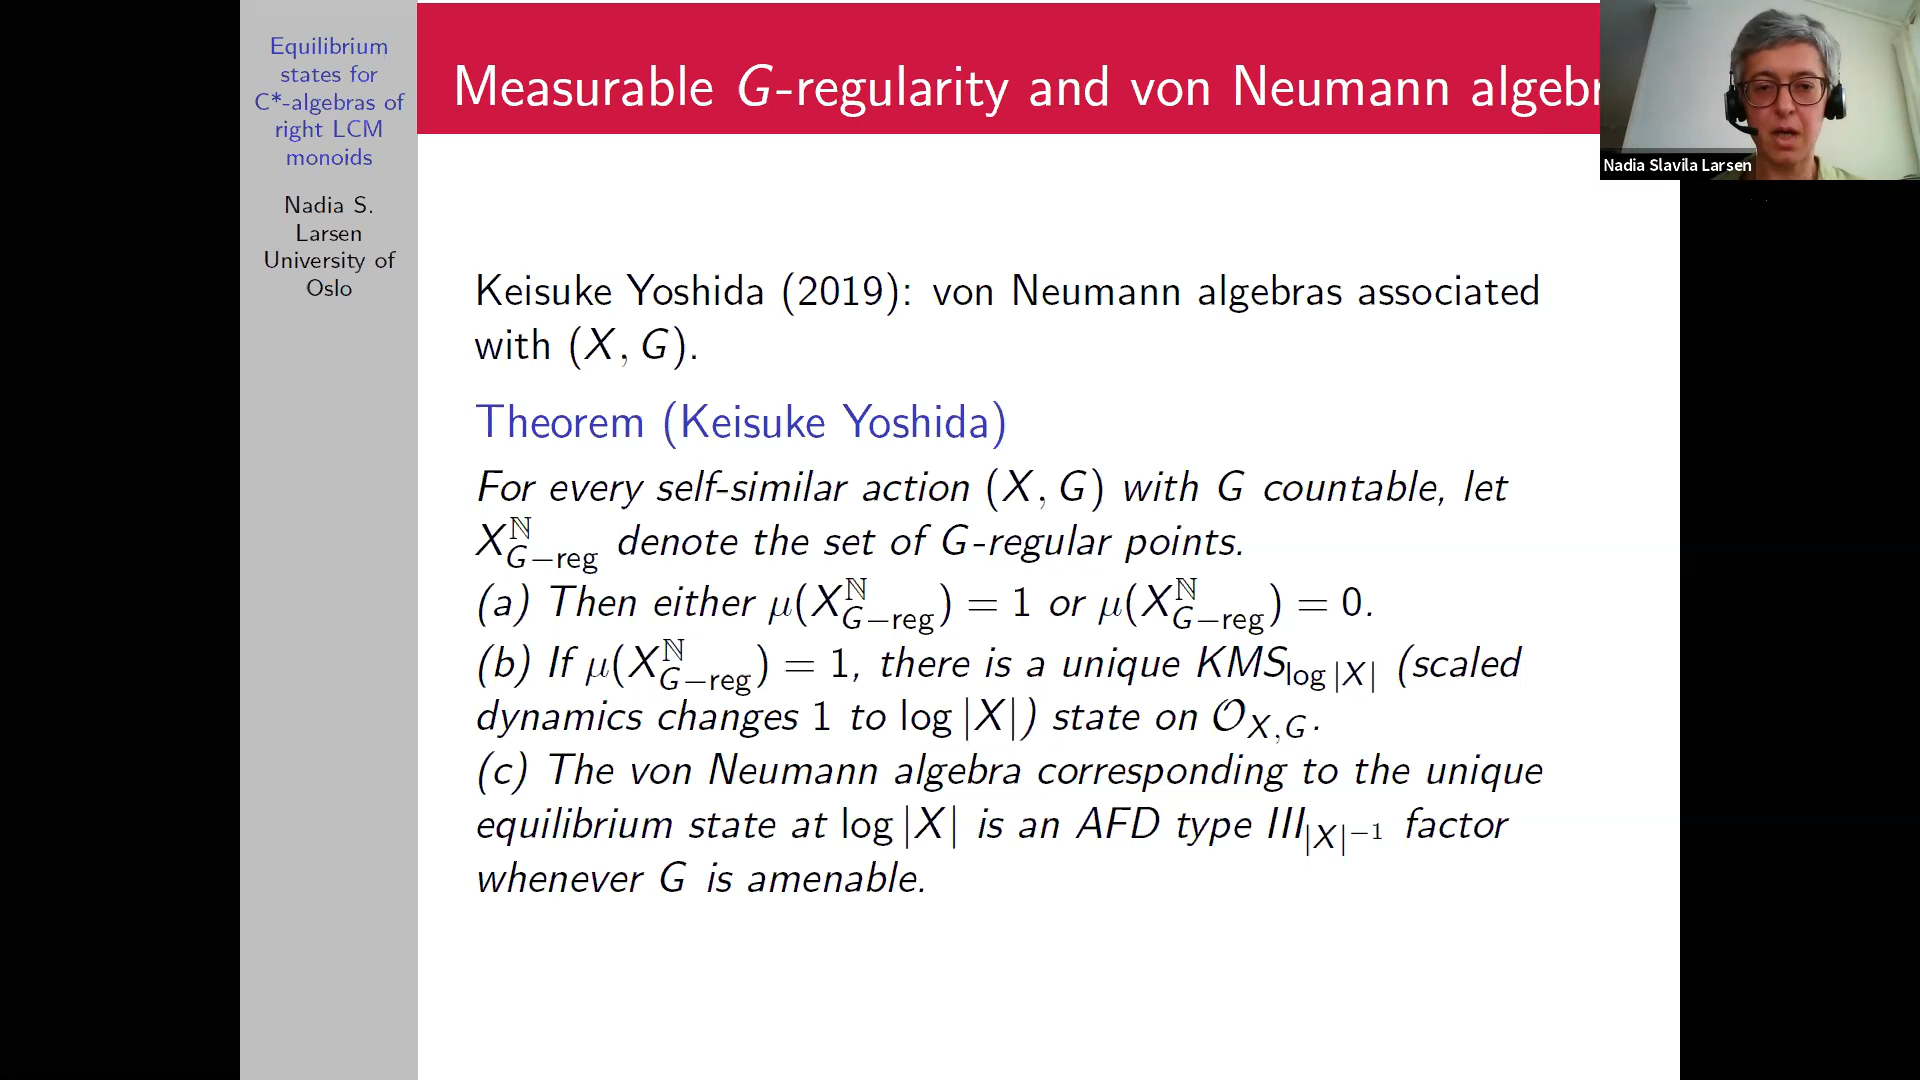 Equilibrium
states for
C*-algebras of
right LCM
monoids
Nadia S.
Larsen
University of
Oslo
Measurable G-regularity and von Neumann algebr
Nadia Slavila Larsen
Keisuke Yoshida (2019): von Neumann algebras associated
with (X, G).
Theorem (Keisuke Yoshida)
For every self-similar action (X, G) with G countable, let
X^ℕ_{G−reg} denote the set of G-regular points.
(a) Then either μ(X^ℕ_{G−reg}) = 1 or μ(X^ℕ_{G−reg}) = 0.
(b) If μ(X^ℕ_{G−reg}) = 1, there is a unique KMS_{log |X|} (scaled
dynamics changes 1 to log |X|) state on 𝒪_{X,G}.
(c) The von Neumann algebra corresponding to the unique
equilibrium state at log |X| is an AFD type III_{|X|^{−1}} factor
whenever G is amenable.